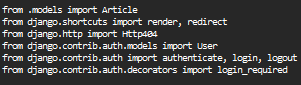 from .models import Article
from django.shortcuts import render, redirect
from django.http import Http404
from django.contrib.auth.models import User
from django.contrib.auth import authenticate, login, logout
from django.contrib.auth.decorators import login_required